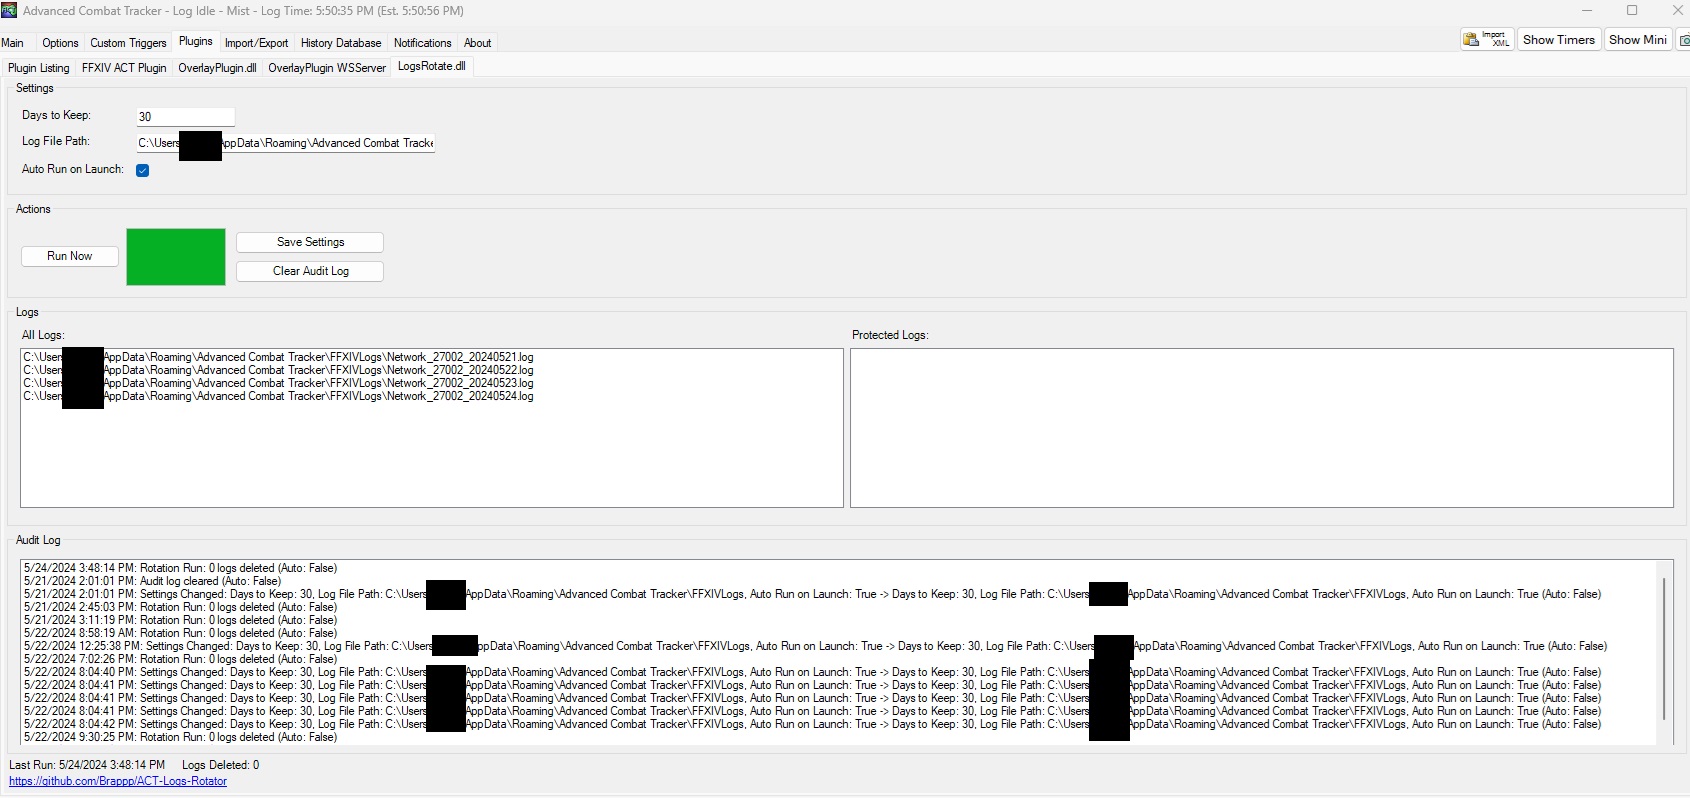 Advanced Combat Tracker - Log Idle - Mist - Log Time: 5:50:35 PM (Est. 5:50:56 PM)
Main Options Custom Triggers Plugins Import/Export History Database Notifications About Import XML Show Timers Show Mini
Plugin Listing FFXIV ACT Plugin OverlayPlugin.dll OverlayPlugin WSServer LogsRotate.dll
Settings
Days to Keep: 30
Log File Path: C:\Users AppData\Roaming\Advanced Combat Tracke
Auto Run on Launch:
Actions
Run Now
Save Settings
Clear Audit Log
Logs
All Logs:
C:\Users AppData\Roaming\Advanced Combat Tracker\FFXIVLogs\Network_27002_20240521.log
C:\Users AppData\Roaming\Advanced Combat Tracker\FFXIVLogs\Network_27002_20240522.log
C:\Users AppData\Roaming\Advanced Combat Tracker\FFXIVLogs\Network_27002_20240523.log
C:\Users AppData\Roaming\Advanced Combat Tracker\FFXIVLogs\Network_27002_20240524.log
Protected Logs:
Audit Log
5/24/2024 3:48:14 PM: Rotation Run: 0 logs deleted (Auto: False)
5/21/2024 2:01:01 PM: Audit log cleared (Auto: False)
5/21/2024 2:01:01 PM: Settings Changed: Days to Keep: 30, Log File Path: C:\Users AppData\Roaming\Advanced Combat Tracker\FFXIVLogs, Auto Run on Launch: True -> Days to Keep: 30, Log File Path: C:\Users AppData\Roaming\Advanced Combat Tracker\FFXIVLogs, Auto Run on Launch: True (Auto: False)
5/21/2024 2:45:03 PM: Rotation Run: 0 logs deleted (Auto: False)
5/21/2024 3:11:19 PM: Rotation Run: 0 logs deleted (Auto: False)
5/22/2024 8:58:19 AM: Rotation Run: 0 logs deleted (Auto: False)
5/22/2024 12:25:38 PM: Settings Changed: Days to Keep: 30, Log File Path: C:\Users ppData\Roaming\Advanced Combat Tracker\FFXIVLogs, Auto Run on Launch: True -> Days to Keep: 30, Log File Path: C:\Users AppData\Roaming\Advanced Combat Tracker\FFXIVLogs, Auto Run on Launch: True (Auto: False)
5/22/2024 7:02:26 PM: Rotation Run: 0 logs deleted (Auto: False)
5/22/2024 8:04:40 PM: Settings Changed: Days to Keep: 30, Log File Path: C:\Users AppData\Roaming\Advanced Combat Tracker\FFXIVLogs, Auto Run on Launch: True -> Days to Keep: 30, Log File Path: C:\Users AppData\Roaming\Advanced Combat Tracker\FFXIVLogs, Auto Run on Launch: True (Auto: False)
5/22/2024 8:04:41 PM: Settings Changed: Days to Keep: 30, Log File Path: C:\Users AppData\Roaming\Advanced Combat Tracker\FFXIVLogs, Auto Run on Launch: True -> Days to Keep: 30, Log File Path: C:\Users AppData\Roaming\Advanced Combat Tracker\FFXIVLogs, Auto Run on Launch: True (Auto: False)
5/22/2024 8:04:41 PM: Settings Changed: Days to Keep: 30, Log File Path: C:\Users AppData\Roaming\Advanced Combat Tracker\FFXIVLogs, Auto Run on Launch: True -> Days to Keep: 30, Log File Path: C:\Users AppData\Roaming\Advanced Combat Tracker\FFXIVLogs, Auto Run on Launch: True (Auto: False)
5/22/2024 8:04:41 PM: Settings Changed: Days to Keep: 30, Log File Path: C:\Users AppData\Roaming\Advanced Combat Tracker\FFXIVLogs, Auto Run on Launch: True -> Days to Keep: 30, Log File Path: C:\Users AppData\Roaming\Advanced Combat Tracker\FFXIVLogs, Auto Run on Launch: True (Auto: False)
5/22/2024 8:04:42 PM: Settings Changed: Days to Keep: 30, Log File Path: C:\Users AppData\Roaming\Advanced Combat Tracker\FFXIVLogs, Auto Run on Launch: True -> Days to Keep: 30, Log File Path: C:\Users AppData\Roaming\Advanced Combat Tracker\FFXIVLogs, Auto Run on Launch: True (Auto: False)
5/22/2024 9:30:25 PM: Rotation Run: 0 logs deleted (Auto: False)
Last Run: 5/24/2024 3:48:14 PM Logs Deleted: 0
https://github.com/Brappp/ACT-Logs-Rotator